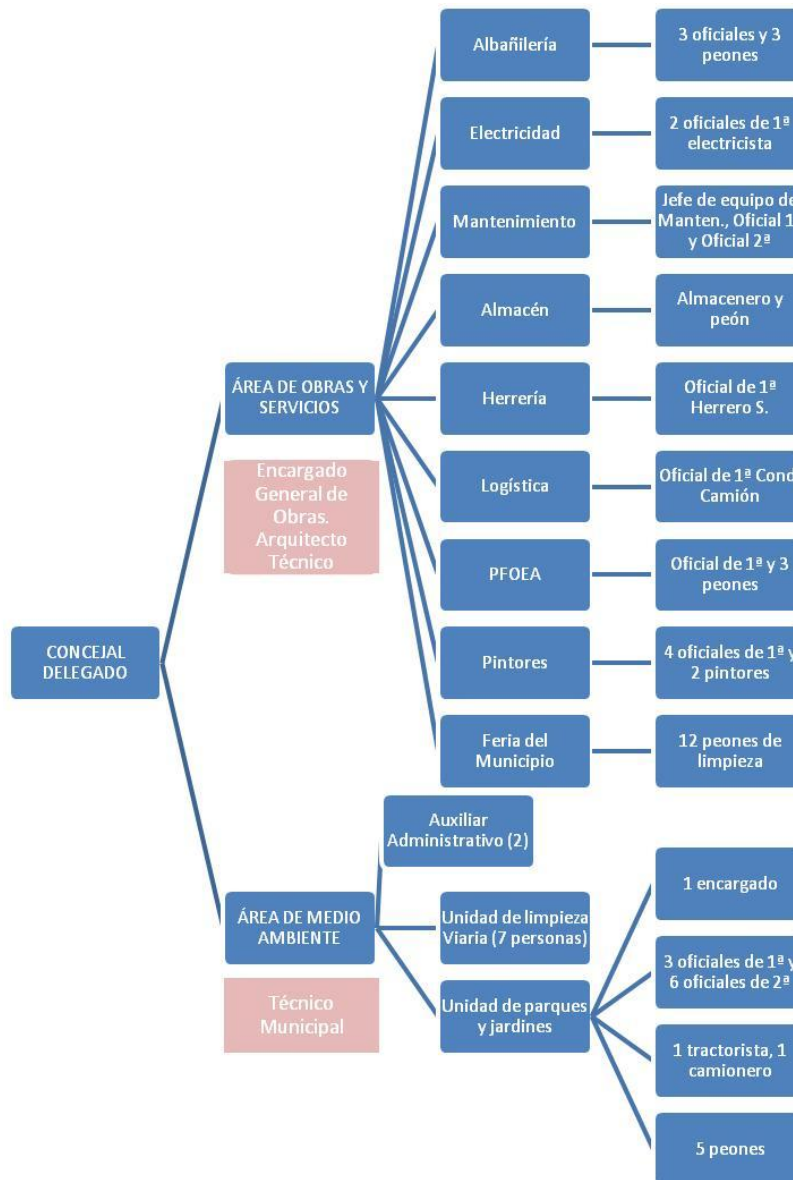 Albañilería
3 oficiales y 3
peones
Electricidad
2 oficiales de 1ª
electricista
Mantenimiento
Jefe de equipo de
Manten., Oficial 1
y Oficial 2ª
Almacén
Almacenero y
peón
ÁREA DE OBRAS Y
SERVICIOS
Encargado
General de
Obras.
Arquitecto
Técnico
Herrería
Oficial de 1ª
Herrero S.
Logística
Oficial de 1ª Cond
Camión
PFOEA
Oficial de 1ª y 3
peones
CONCEJAL
DELEGADO
Pintores
4 oficiales de 1ª y
2 pintores
Feria del
Municipio
12 peones de
limpieza
Auxiliar
Administrativo (2)
ÁREA DE MEDIO
AMBIENTE
Técnico
Municipal
Unidad de limpieza
Viaria (7 personas)
Unidad de parques
y jardines
1 encargado
3 oficiales de 1ª y
6 oficiales de 2ª
1 tractorista, 1
camionero
5 peones